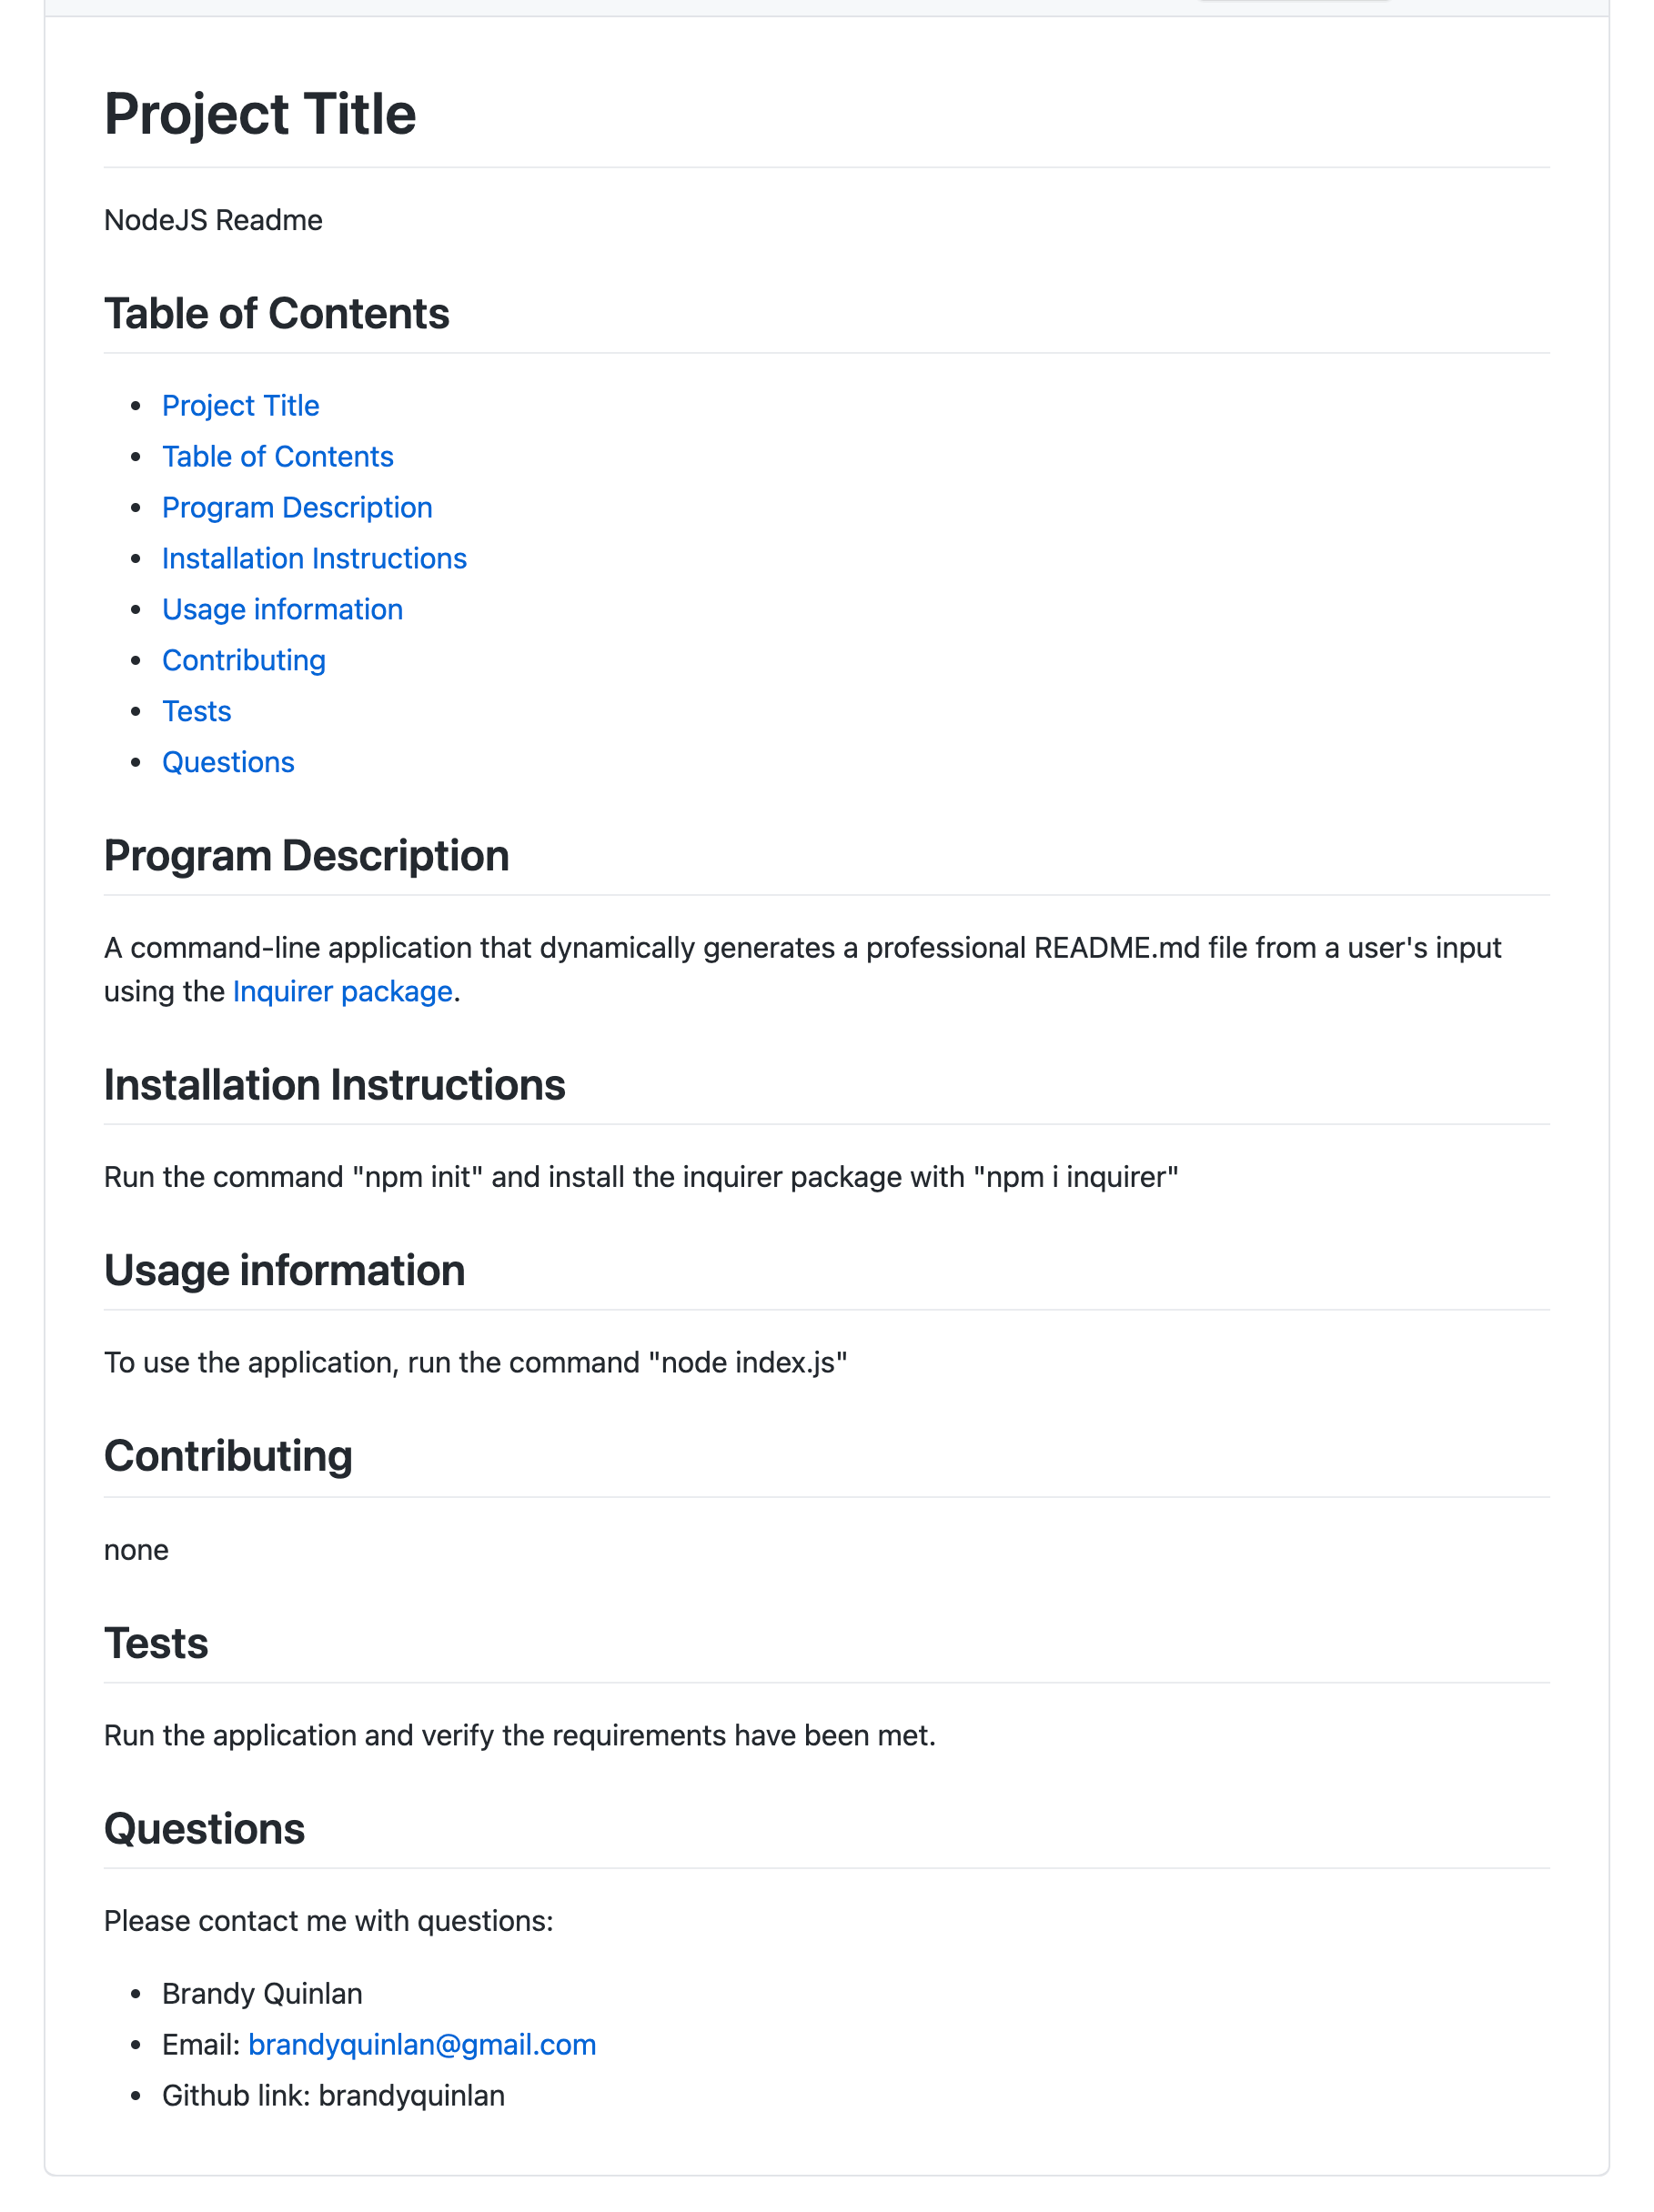 Project Title
NodeJS Readme
Table of Contents
Project Title
Table of Contents
Program Description
Installation Instructions
Usage information
Contributing
Tests
Questions
Program Description
A command-line application that dynamically generates a professional README.md file from a user's input
using the Inquirer package.
Installation Instructions
Run the command "npm init" and install the inquirer package with "npm i inquirer"
Usage information
To use the application, run the command "node index.js"
Contributing
none
Tests
Run the application and verify the requirements have been met.
Questions
Please contact me with questions:
Brandy Quinlan
Email: brandyquinlan@gmail.com
Github link: brandyquinlan